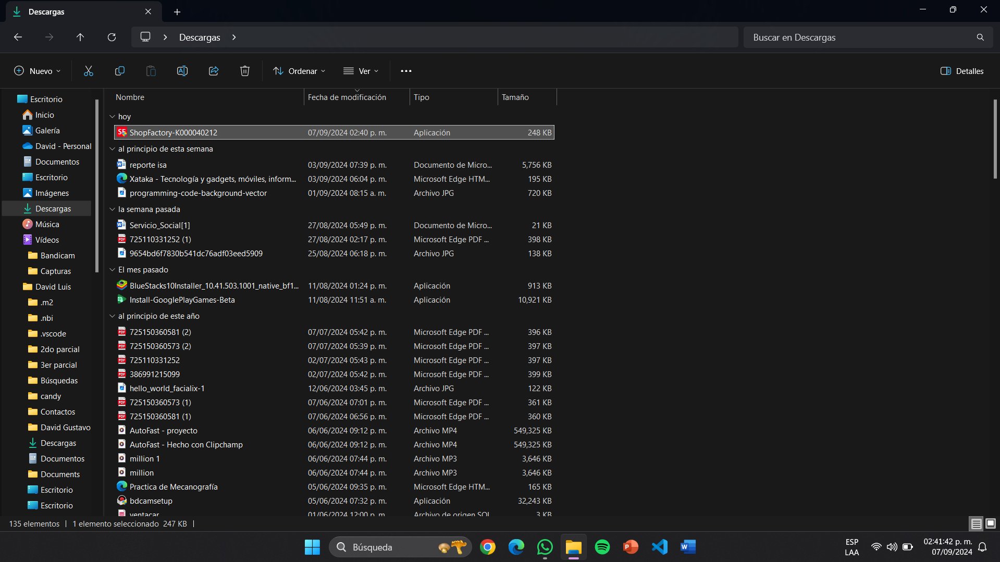 Descargas
Descargas
Buscar en Descargas
Nuevo
Ordenar
Ver
Detalles
Escritorio
Inicio
Galería
David - Personal
Documentos
Escritorio
Imágenes
Descargas
Música
Vídeos
Bandicam
Capturas
David Luis
.m2
.nbi
.vscode
2do parcial
3er parcial
Búsquedas
candy
Contactos
David Gustavo
Descargas
Documentos
Documents
Escritorio
Escritorio
Nombre Fecha de modificación Tipo Tamaño
hoy
ShopFactory-K000040212 07/09/2024 02:40 p. m. Aplicación 248 KB
al principio de esta semana
reporte isa 03/09/2024 07:39 p. m. Documento de Micro... 5,756 KB
Xataka - Tecnología y gadgets, móviles, inform... 03/09/2024 06:04 p. m. Microsoft Edge HTM... 195 KB
programming-code-background-vector 01/09/2024 08:15 a. m. Archivo JPG 720 KB
la semana pasada
Servicio_Social[1] 27/08/2024 05:49 p. m. Documento de Micro... 21 KB
725110331252 (1) 27/08/2024 02:17 p. m. Microsoft Edge PDF ... 398 KB
9654bd6f7830b541dc76adf03eed5909 25/08/2024 06:18 p. m. Archivo JPG 138 KB
El mes pasado
BlueStacks10Installer_10.41.503.1001_native_bf1... 11/08/2024 01:24 p. m. Aplicación 913 KB
Install-GooglePlayGames-Beta 11/08/2024 11:51 a. m. Aplicación 10,921 KB
al principio de este año
725150360581 (2) 07/07/2024 05:42 p. m. Microsoft Edge PDF ... 396 KB
725150360573 (2) 07/07/2024 05:39 p. m. Microsoft Edge PDF ... 397 KB
725110331252 02/07/2024 05:43 p. m. Microsoft Edge PDF ... 397 KB
386991215099 02/07/2024 05:42 p. m. Microsoft Edge PDF ... 399 KB
hello_world_facialix-1 12/06/2024 03:45 p. m. Archivo JPG 122 KB
725150360573 (1) 07/06/2024 07:01 p. m. Microsoft Edge PDF ... 361 KB
725150360581 (1) 07/06/2024 06:56 p. m. Microsoft Edge PDF ... 360 KB
AutoFast - proyecto 06/06/2024 09:12 p. m. Archivo MP4 549,325 KB
AutoFast - Hecho con Clipchamp 06/06/2024 09:12 p. m. Archivo MP4 549,325 KB
million 1 06/06/2024 07:44 p. m. Archivo MP3 3,646 KB
million 06/06/2024 07:44 p. m. Archivo MP3 3,646 KB
Practica de Mecanografía 05/06/2024 09:35 p. m. Microsoft Edge HTM... 165 KB
bdcamsetup 05/06/2024 07:32 p. m. Aplicación 32,243 KB
ventacar 01/06/2024 12:00 p. m. Archivo de origen SQL 3 KB
135 elementos 1 elemento seleccionado 247 KB
Búsqueda
ESP
LAA
02:41:42 p. m.
07/09/2024